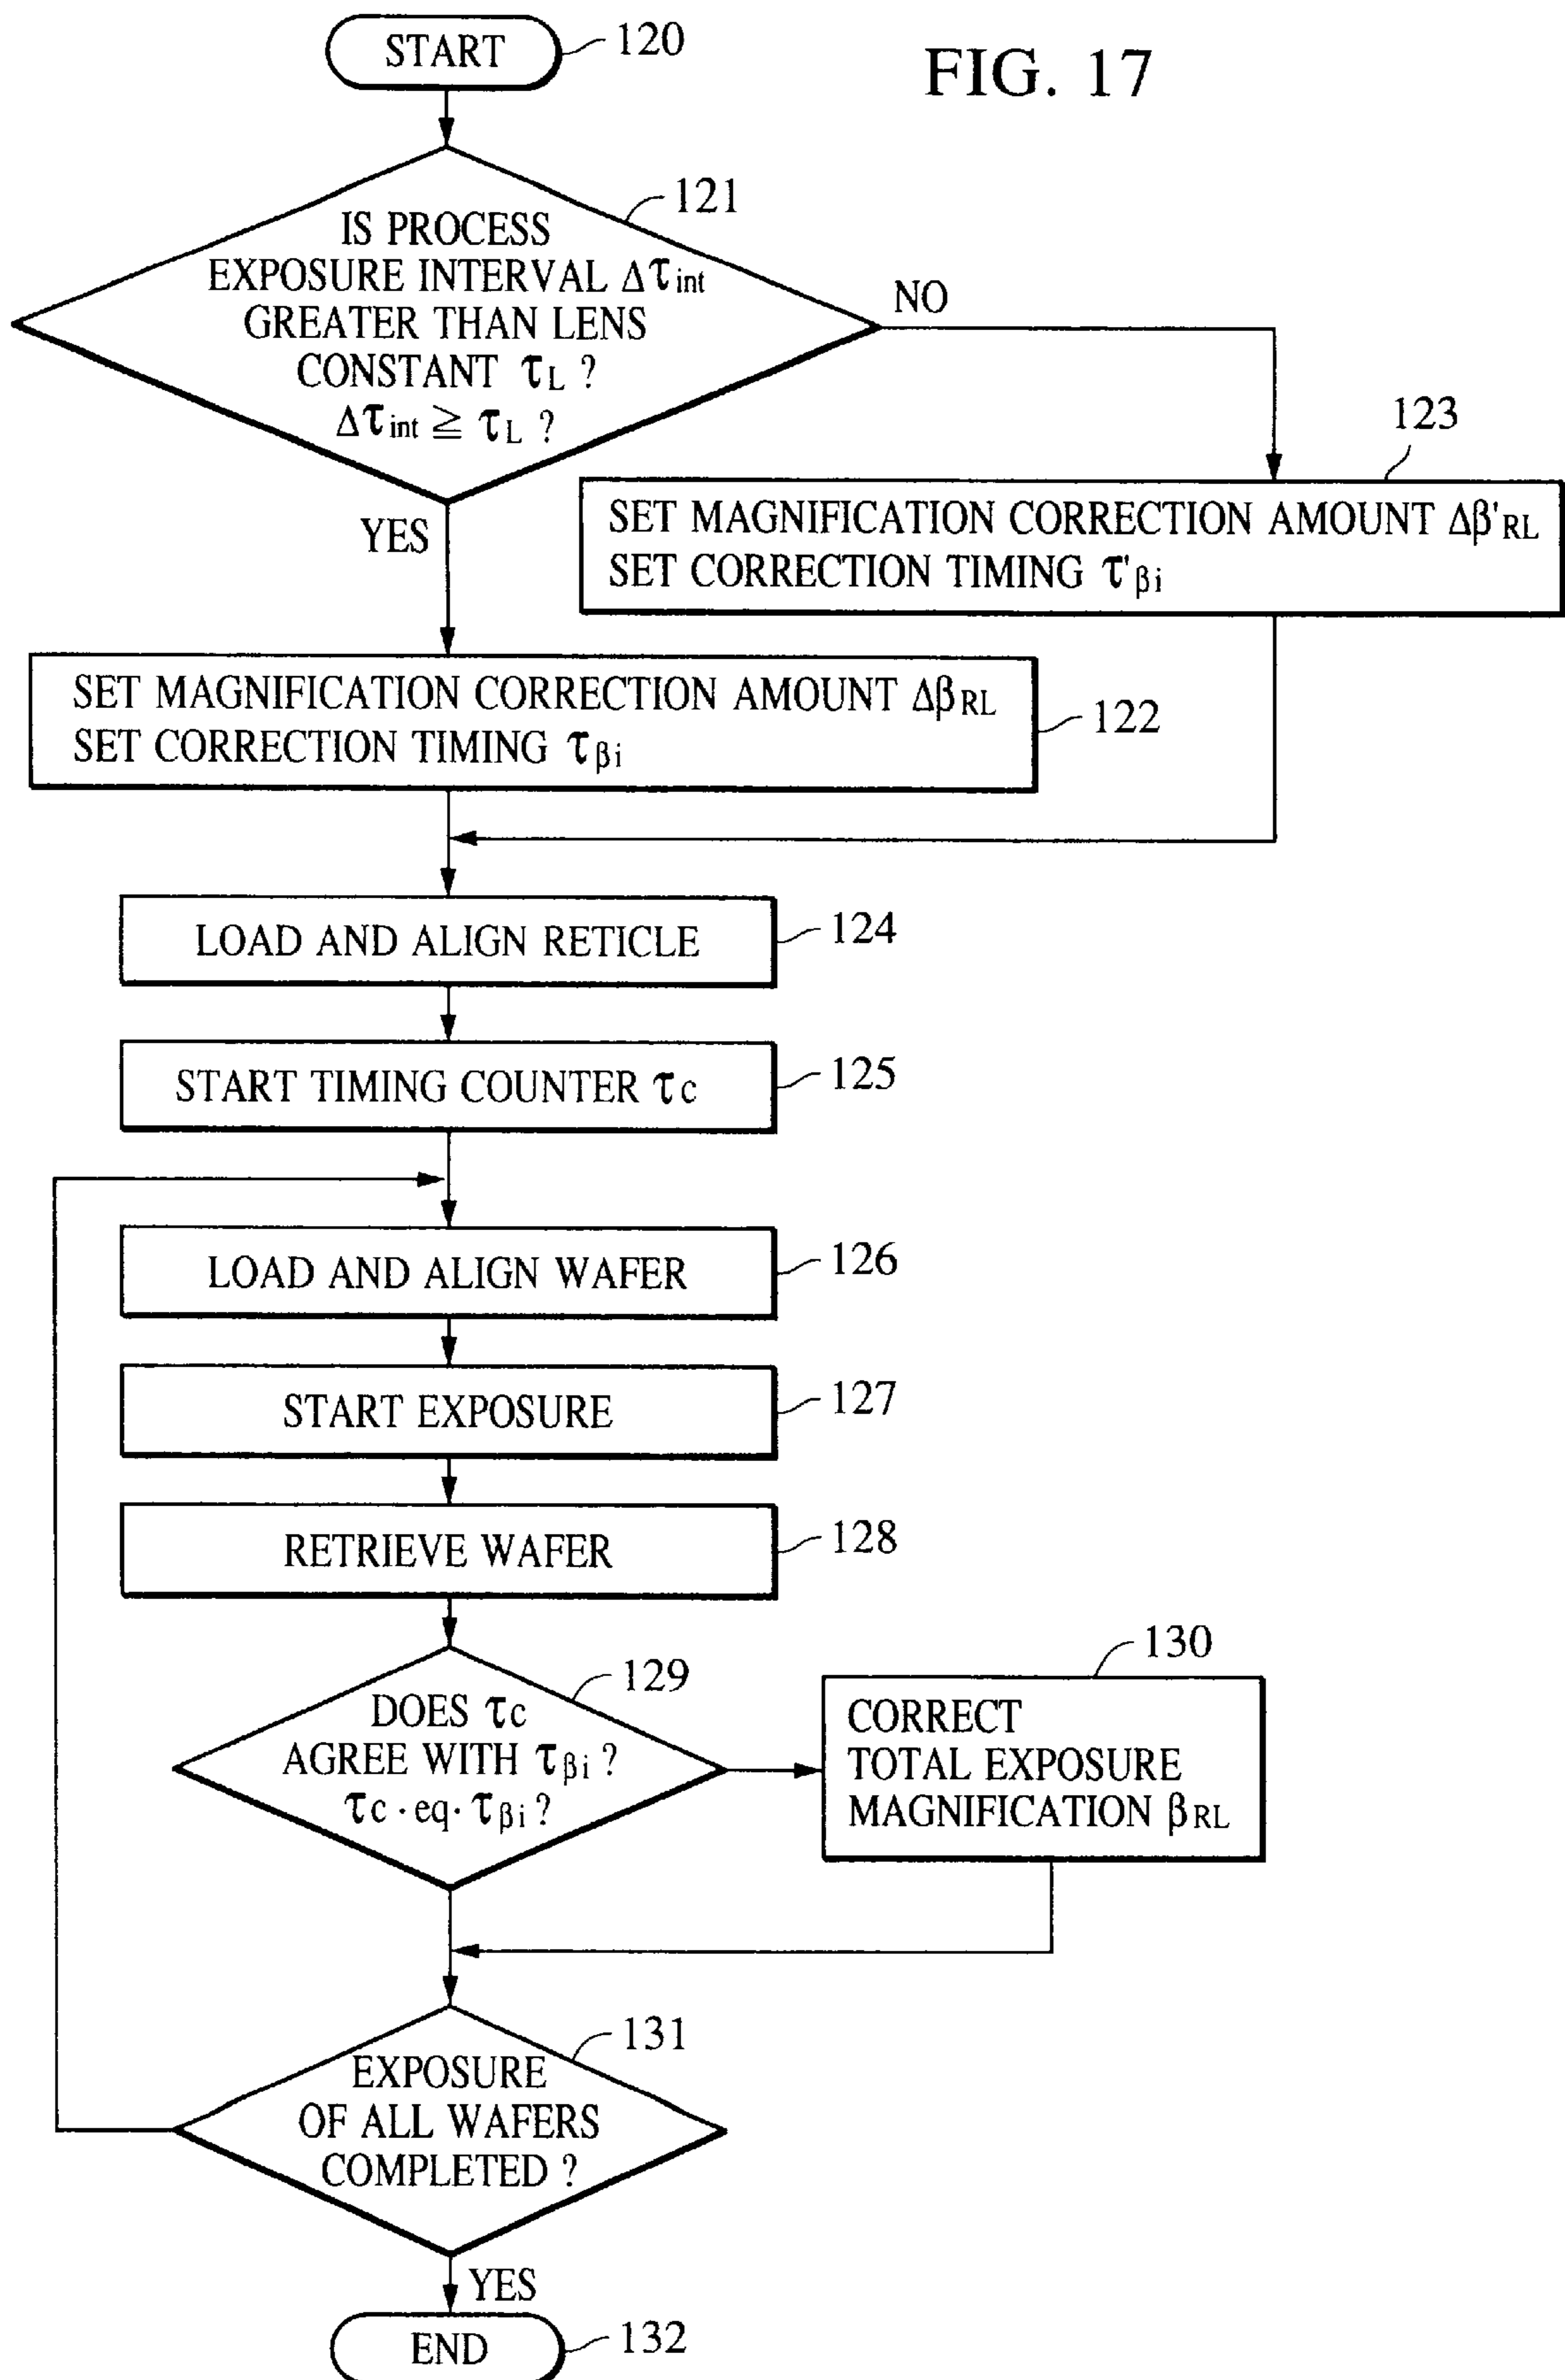 FIG. 17
START
120
121
IS PROCESS
EXPOSURE INTERVAL Δτint
GREATER THAN LENS
CONSTANT τL ?
Δτint ≧ τL ?
NO
YES
123
SET MAGNIFICATION CORRECTION AMOUNT Δβ'RL
SET CORRECTION TIMING τ'βi
SET MAGNIFICATION CORRECTION AMOUNT ΔβRL
SET CORRECTION TIMING τβi
122
LOAD AND ALIGN RETICLE
124
START TIMING COUNTER τc
125
LOAD AND ALIGN WAFER
126
START EXPOSURE
127
RETRIEVE WAFER
128
129
DOES τc
AGREE WITH τβi ?
τc · eq · τβi ?
130
CORRECT
TOTAL EXPOSURE
MAGNIFICATION βRL
131
EXPOSURE
OF ALL WAFERS
COMPLETED ?
YES
END
132